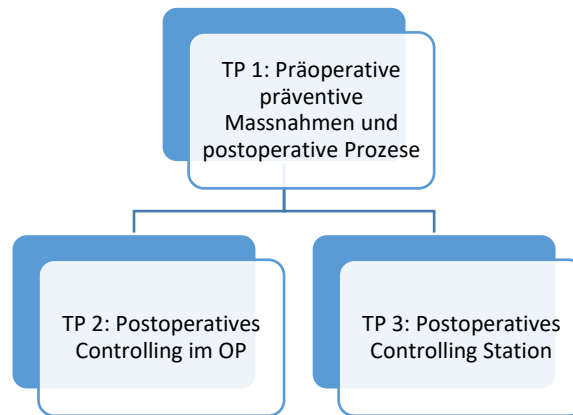 TP 1: Präoperative
präventive
Massnahmen und
postoperative Prozese
TP 2: Postoperatives
Controlling im OP
TP 3: Postoperatives
Controlling Station